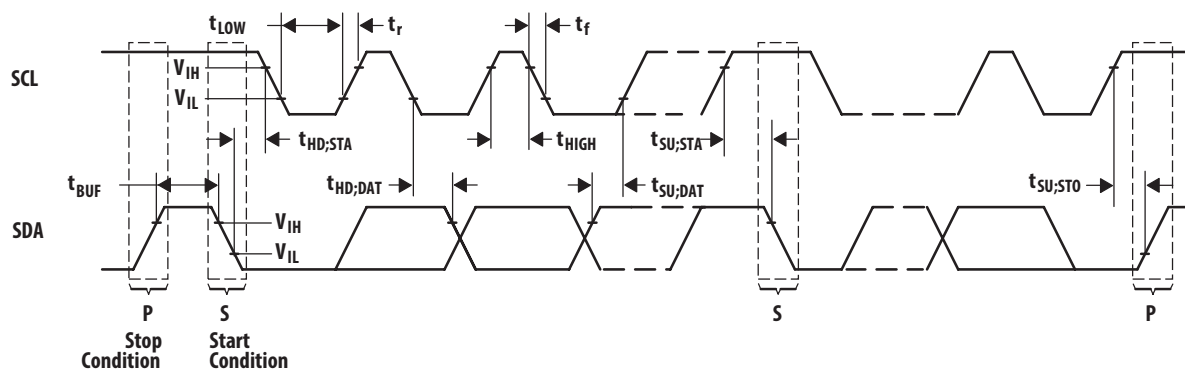 tLOW
tr
tf
SCL
VIH
VIL
tHD;STA
tHIGH
tSU;STA
tBUF
tHD;DAT
tSU;DAT
tSU;STO
SDA
VIH
VIL
P
S
S
P
Stop
Condition
Start
Condition